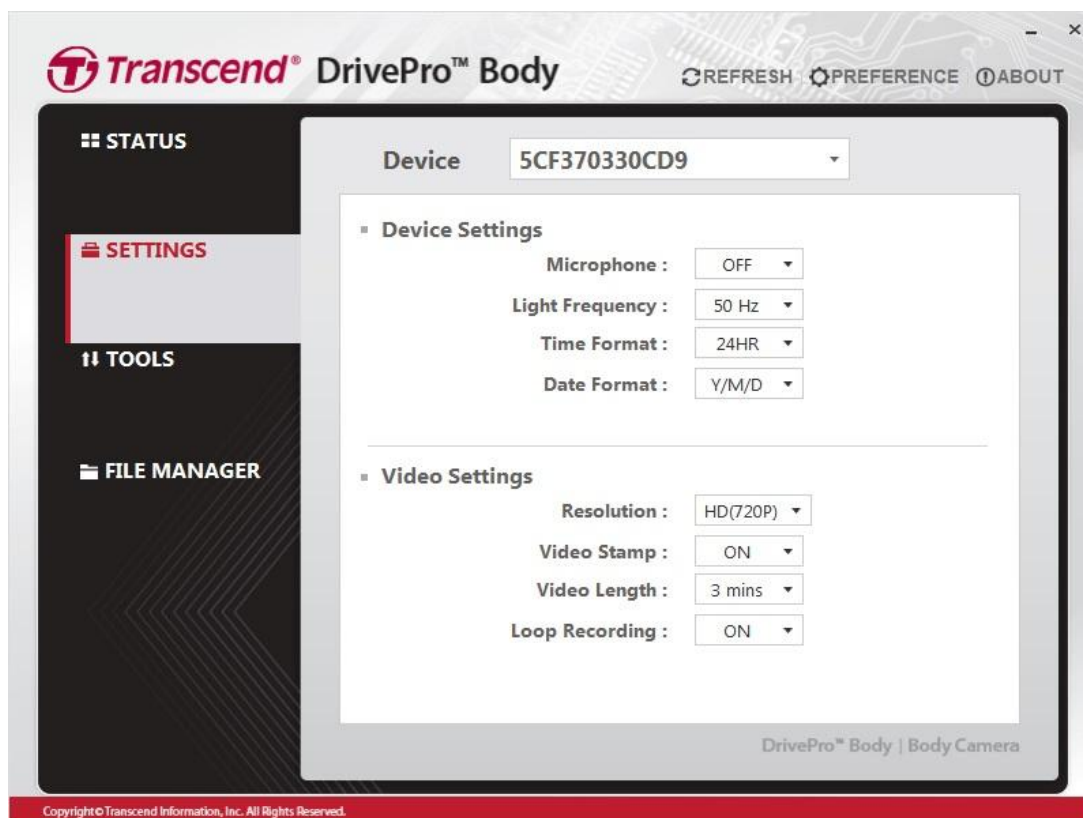 Transcend® DrivePro™ Body
REFRESH PREFERENCE ABOUT
STATUS
SETTINGS
TOOLS
FILE MANAGER
Device 5CF370330CD9
Device Settings
Microphone : OFF
Light Frequency : 50 Hz
Time Format : 24HR
Date Format : Y/M/D
Video Settings
Resolution : HD(720P)
Video Stamp : ON
Video Length : 3 mins
Loop Recording : ON
DrivePro™ Body | Body Camera
Copyright©Transcend Information, Inc. All Rights Reserved.